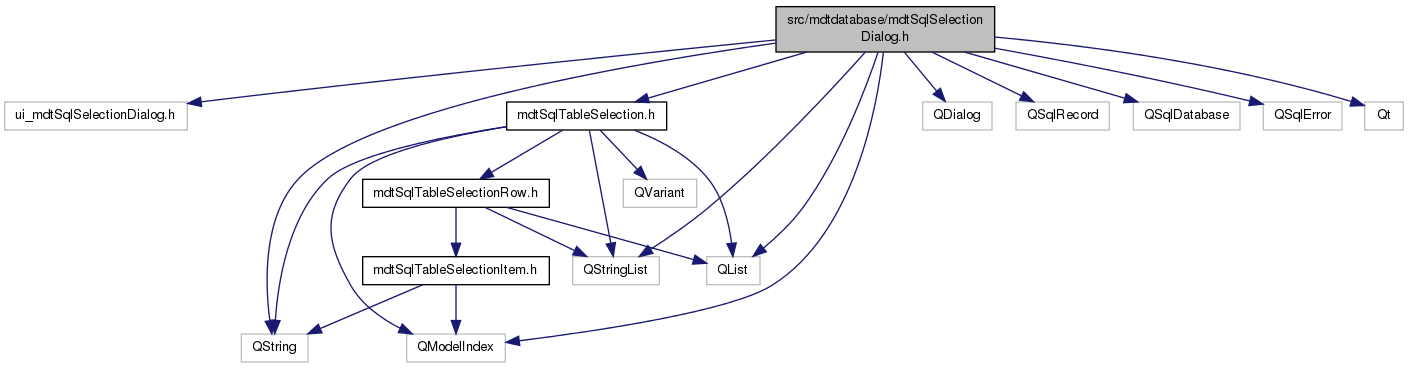 src/mdtdatabase/mdtSqlSelection
Dialog.h
ui_mdtSqlSelectionDialog.h
mdtSqlTableSelection.h
QDialog
QSqlRecord
QSqlDatabase
QSqlError
Qt
mdtSqlTableSelectionRow.h
QVariant
mdtSqlTableSelectionItem.h
QStringList
QList
QString
QModelIndex